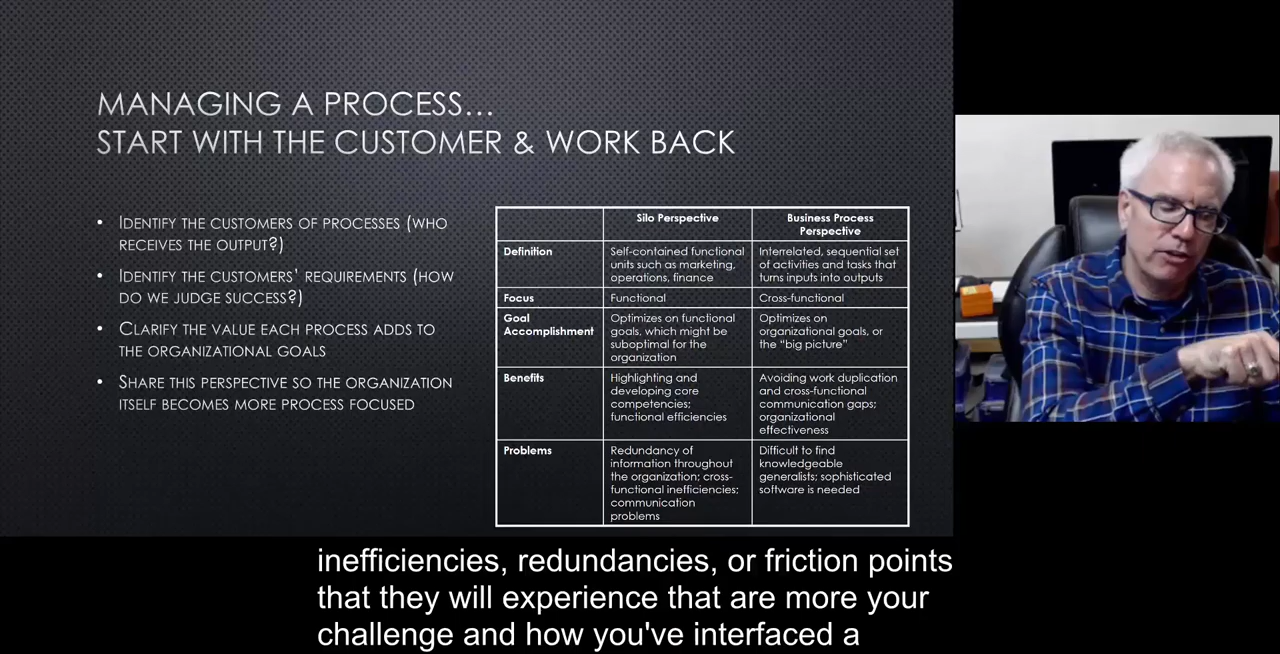 MANAGING A PROCESS…
START WITH THE CUSTOMER & WORK BACK
• IDENTIFY THE CUSTOMERS OF PROCESSES (WHO
RECEIVES THE OUTPUT?)
• IDENTIFY THE CUSTOMERS' REQUIREMENTS (HOW
DO WE JUDGE SUCCESS?)
• CLARIFY THE VALUE EACH PROCESS ADDS TO
THE ORGANIZATIONAL GOALS
• SHARE THIS PERSPECTIVE SO THE ORGANIZATION
ITSELF BECOMES MORE PROCESS FOCUSED
Silo Perspective
Business Process
Perspective
Definition
Self-contained functional
units such as marketing,
operations, finance
Interrelated, sequential set
of activities and tasks that
turns inputs into outputs
Focus
Functional
Cross-functional
Goal
Accomplishment
Optimizes on functional
goals, which might be
suboptimal for the
organization
Optimizes on
organizational goals, or
the “big picture”
Benefits
Highlighting and
developing core
competencies;
functional efficiencies
Avoiding work duplication
and cross-functional
communication gaps;
organizational
effectiveness
Problems
Redundancy of
information throughout
the organization; cross-
functional inefficiencies;
communication
problems
Difficult to find
knowledgeable
generalists; sophisticated
software is needed
inefficiencies, redundancies, or friction points
that they will experience that are more your
challenge and how you've interfaced a